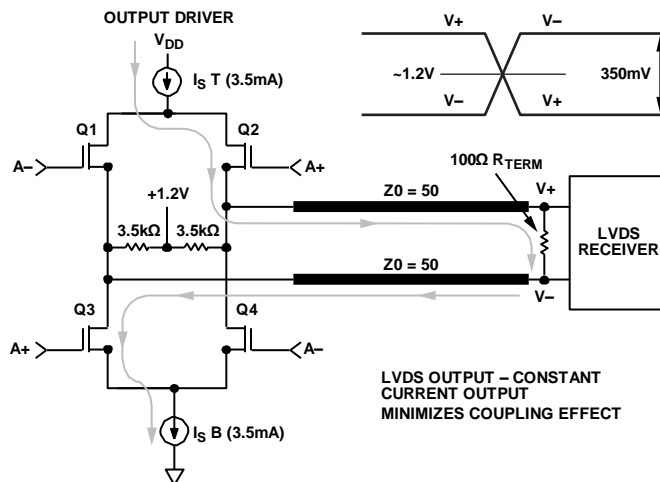 OUTPUT DRIVER
VDD
IS T (3.5mA)
Q1
Q2
A–
A+
+1.2V
3.5kΩ
3.5kΩ
Q3
Q4
A+
A–
IS B (3.5mA)
V+
V–
~1.2V
350mV
V–
V+
100Ω RTERM
V+
Z0 = 50
LVDS
RECEIVER
Z0 = 50
V–
LVDS OUTPUT – CONSTANT
CURRENT OUTPUT
MINIMIZES COUPLING EFFECT